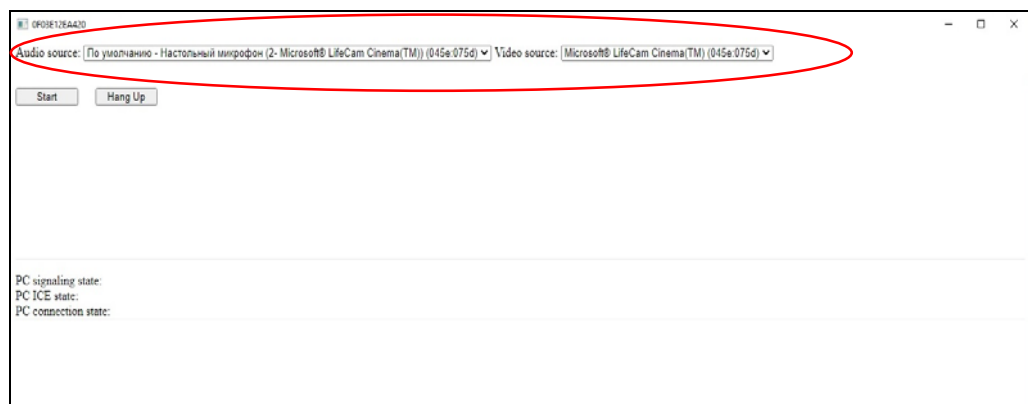 0F03E12EA420
Audio source: По умолчанию - Настольный микрофон (2- Microsoft® LifeCam Cinema(TM)) (045e:075d) Video source: Microsoft® LifeCam Cinema(TM) (045e:075d)
Start Hang Up
PC signaling state:
PC ICE state:
PC connection state: